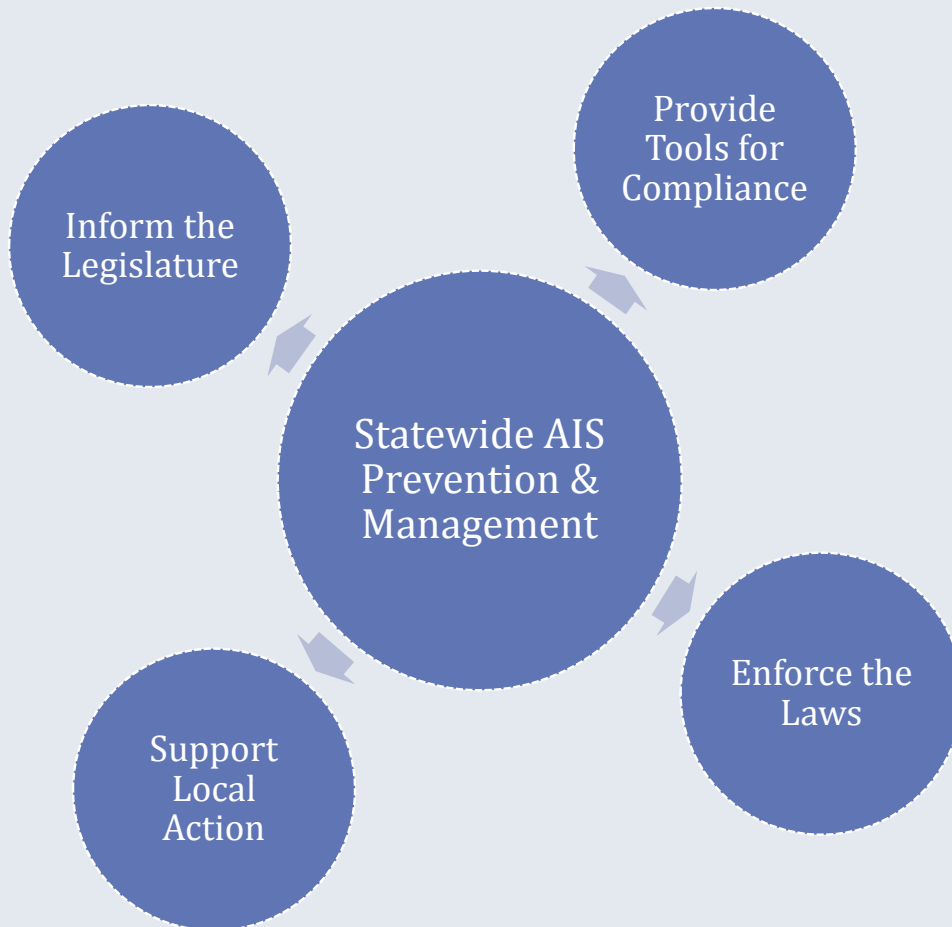 Provide
Tools for
Compliance
Inform the
Legislature
Statewide AIS
Prevention &
Management
Enforce the
Laws
Support
Local
Action